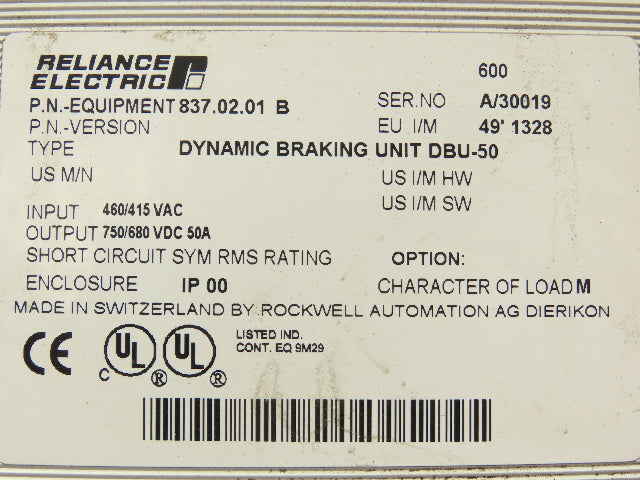 RELIANCE
ELECTRIC
600
P.N.-EQUIPMENT 837.02.01 B
SER.NO A/30019
P.N.-VERSION
EU I/M 49' 1328
TYPE DYNAMIC BRAKING UNIT DBU-50
US M/N
US I/M HW
US I/M SW
INPUT 460/415 VAC
OUTPUT 750/680 VDC 50A
SHORT CIRCUIT SYM RMS RATING
OPTION:
ENCLOSURE IP 00
CHARACTER OF LOAD M
MADE IN SWITZERLAND BY ROCKWELL AUTOMATION AG DIERIKON
CE
C UL ® UL ®
LISTED IND.
CONT. EQ 9M29